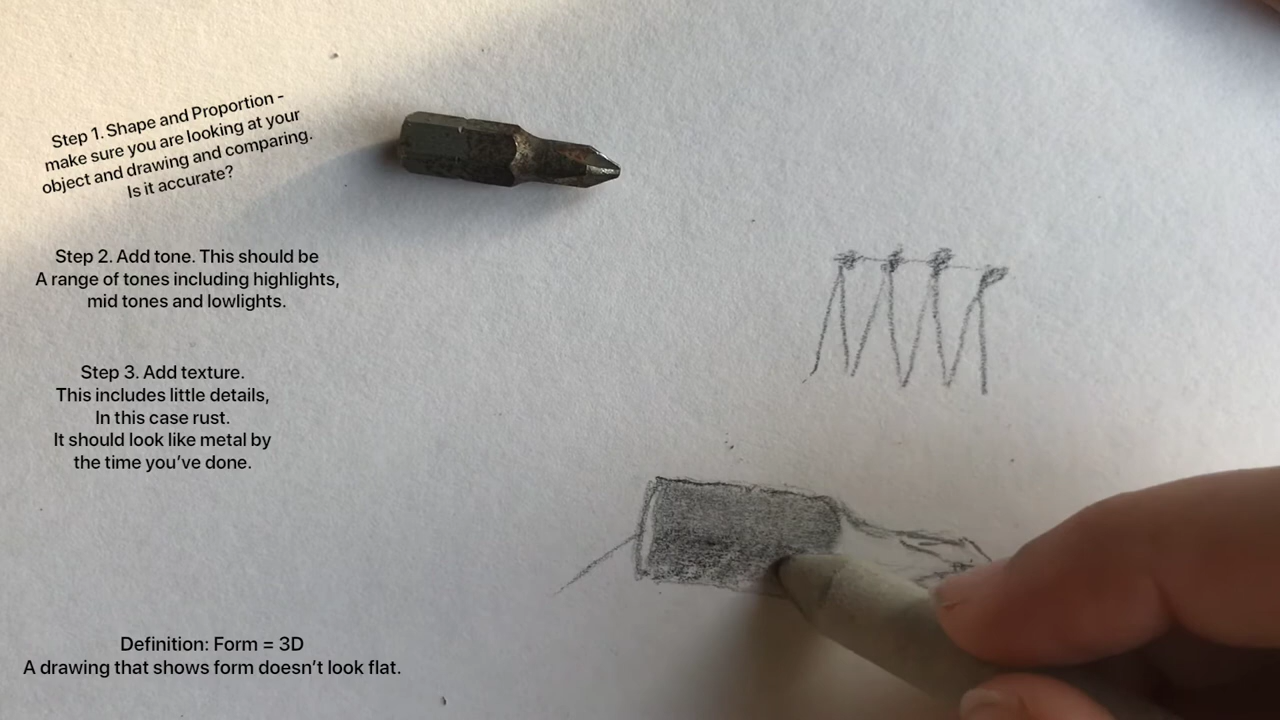 Step 1. Shape and Proportion -
make sure you are looking at your
object and drawing and comparing.
Is it accurate?
Step 2. Add tone. This should be
A range of tones including highlights,
mid tones and lowlights.
Step 3. Add texture.
This includes little details,
In this case rust.
It should look like metal by
the time you’ve done.
Definition: Form = 3D
A drawing that shows form doesn’t look flat.